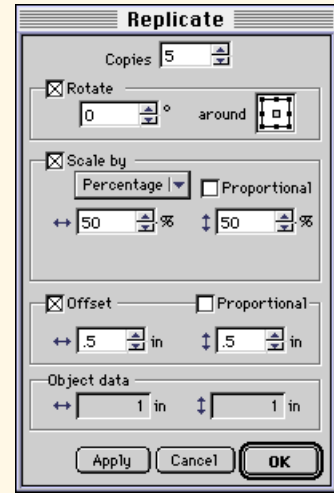 Replicate
Copies 5
Rotate
0 ° around
Scale by
Percentage Proportional
50 % 50 %
Offset Proportional
.5 in .5 in
Object data
1 in 1 in
Apply Cancel OK